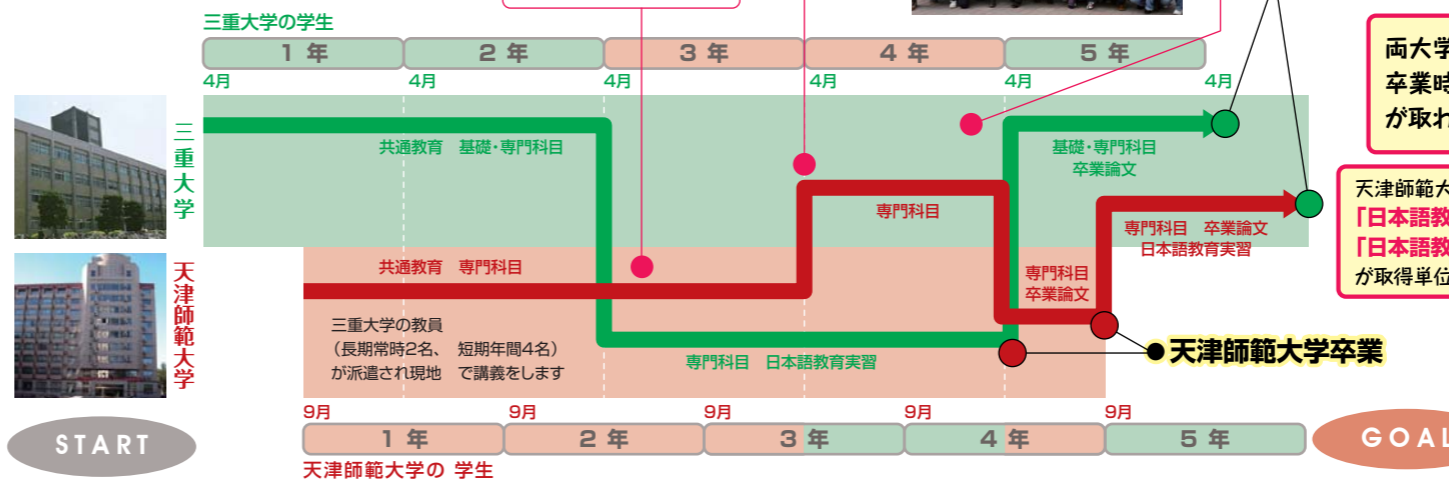 三重大学の学生
1 年
2 年
3 年
4 年
5 年
4月
4月
4月
4月
4月
4月
両大学
卒業時
が取れ
三重大学
共通教育 基礎・専門科目
基礎・専門科目
卒業論文
専門科目
専門科目 卒業論文
日本語教育実習
天津師範大
「日本語教
「日本語教
が取得単位
天津師範大学
共通教育 専門科目
専門科目
卒業論文
三重大学の教員
（長期常時2名、 短期年間4名）
が派遣され現地 で講義をします
専門科目 日本語教育実習
天津師範大学卒業
START
9月
9月
9月
9月
9月
1 年
2 年
3 年
4 年
5 年
GOAL
天津師範大学の 学生